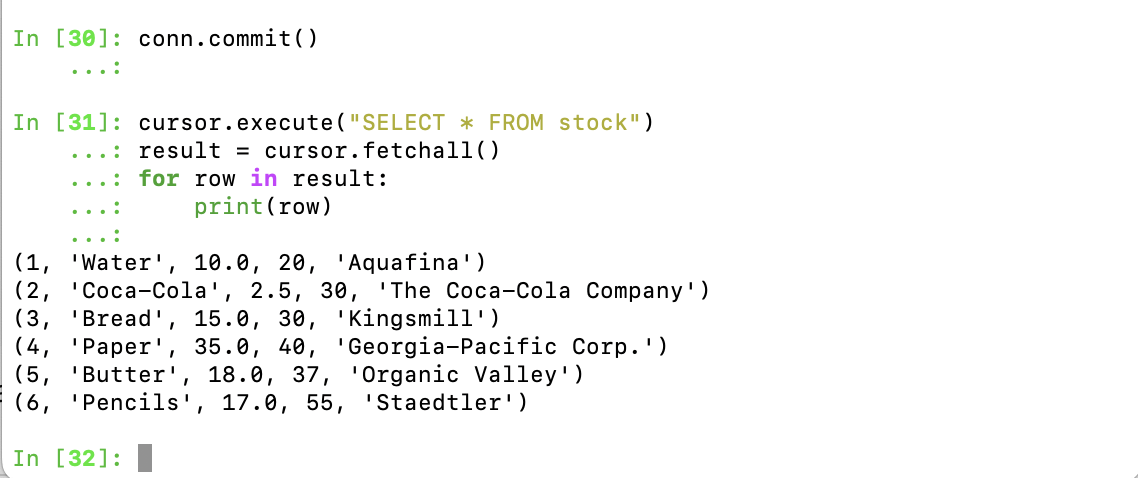 In [30]: conn.commit()
    ...:
In [31]: cursor.execute("SELECT * FROM stock")
    ...: result = cursor.fetchall()
    ...: for row in result:
    ...:     print(row)
    ...:
(1, 'Water', 10.0, 20, 'Aquafina')
(2, 'Coca-Cola', 2.5, 30, 'The Coca-Cola Company')
(3, 'Bread', 15.0, 30, 'Kingsmill')
(4, 'Paper', 35.0, 40, 'Georgia-Pacific Corp.')
(5, 'Butter', 18.0, 37, 'Organic Valley')
(6, 'Pencils', 17.0, 55, 'Staedtler')
In [32]: